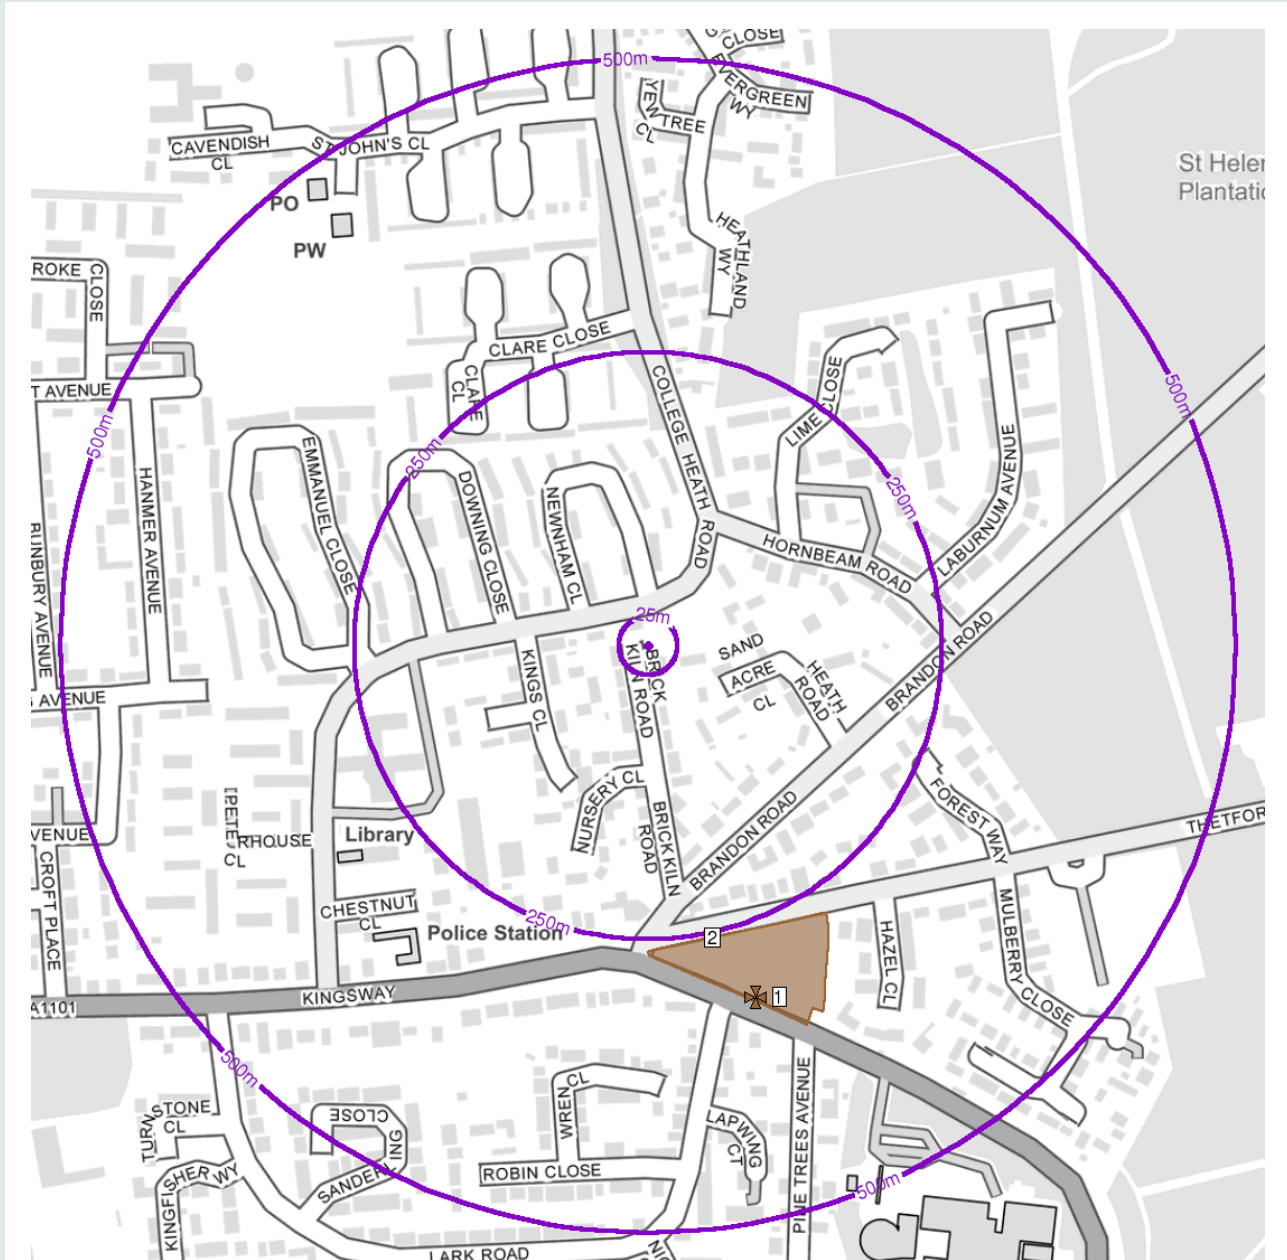 500m
CLOSE
EVERGREEN
WY
YEW TREE
CL
CAVENDISH
CL
ST JOHN'S CL
St Heler
Plantatio
PO
PW
HEATHLAND
WY
ROKE CLOSE
CLARE CLOSE
CLARE
CL
T AVENUE
500m
500m
COLLEGE HEATH ROAD
LIME CLOSE
250m
250m
EMMANUEL CLOSE
DOWNING CLOSE
NEWNHAM CL
HANMER AVENUE
RUNBURY AVENUE
LABURNUM AVENUE
HORNBEAM ROAD
25m
BRICK
KILN ROAD
SAND
ACRE
CL
HEATH
ROAD
BRANDON ROAD
KINGS CL
S AVENUE
NURSERY CL
BRICK KILN
ROAD
BRANDON ROAD
FOREST WAY
THETFOR
PETERHOUSE
CL
Library
VENUE
CROFT PLACE
CHESTNUT
CL
Police Station
250m
2
1
HAZEL CL
MULBERRY CLOSE
KINGSWAY
A1101
500m
TURNSTONE
CL
CLOSE
SANDERLING
WREN CL
LAPWING
CT
PINE TREES AVENUE
ROBIN CLOSE
500m
KINGFISHER WY
LARK ROAD